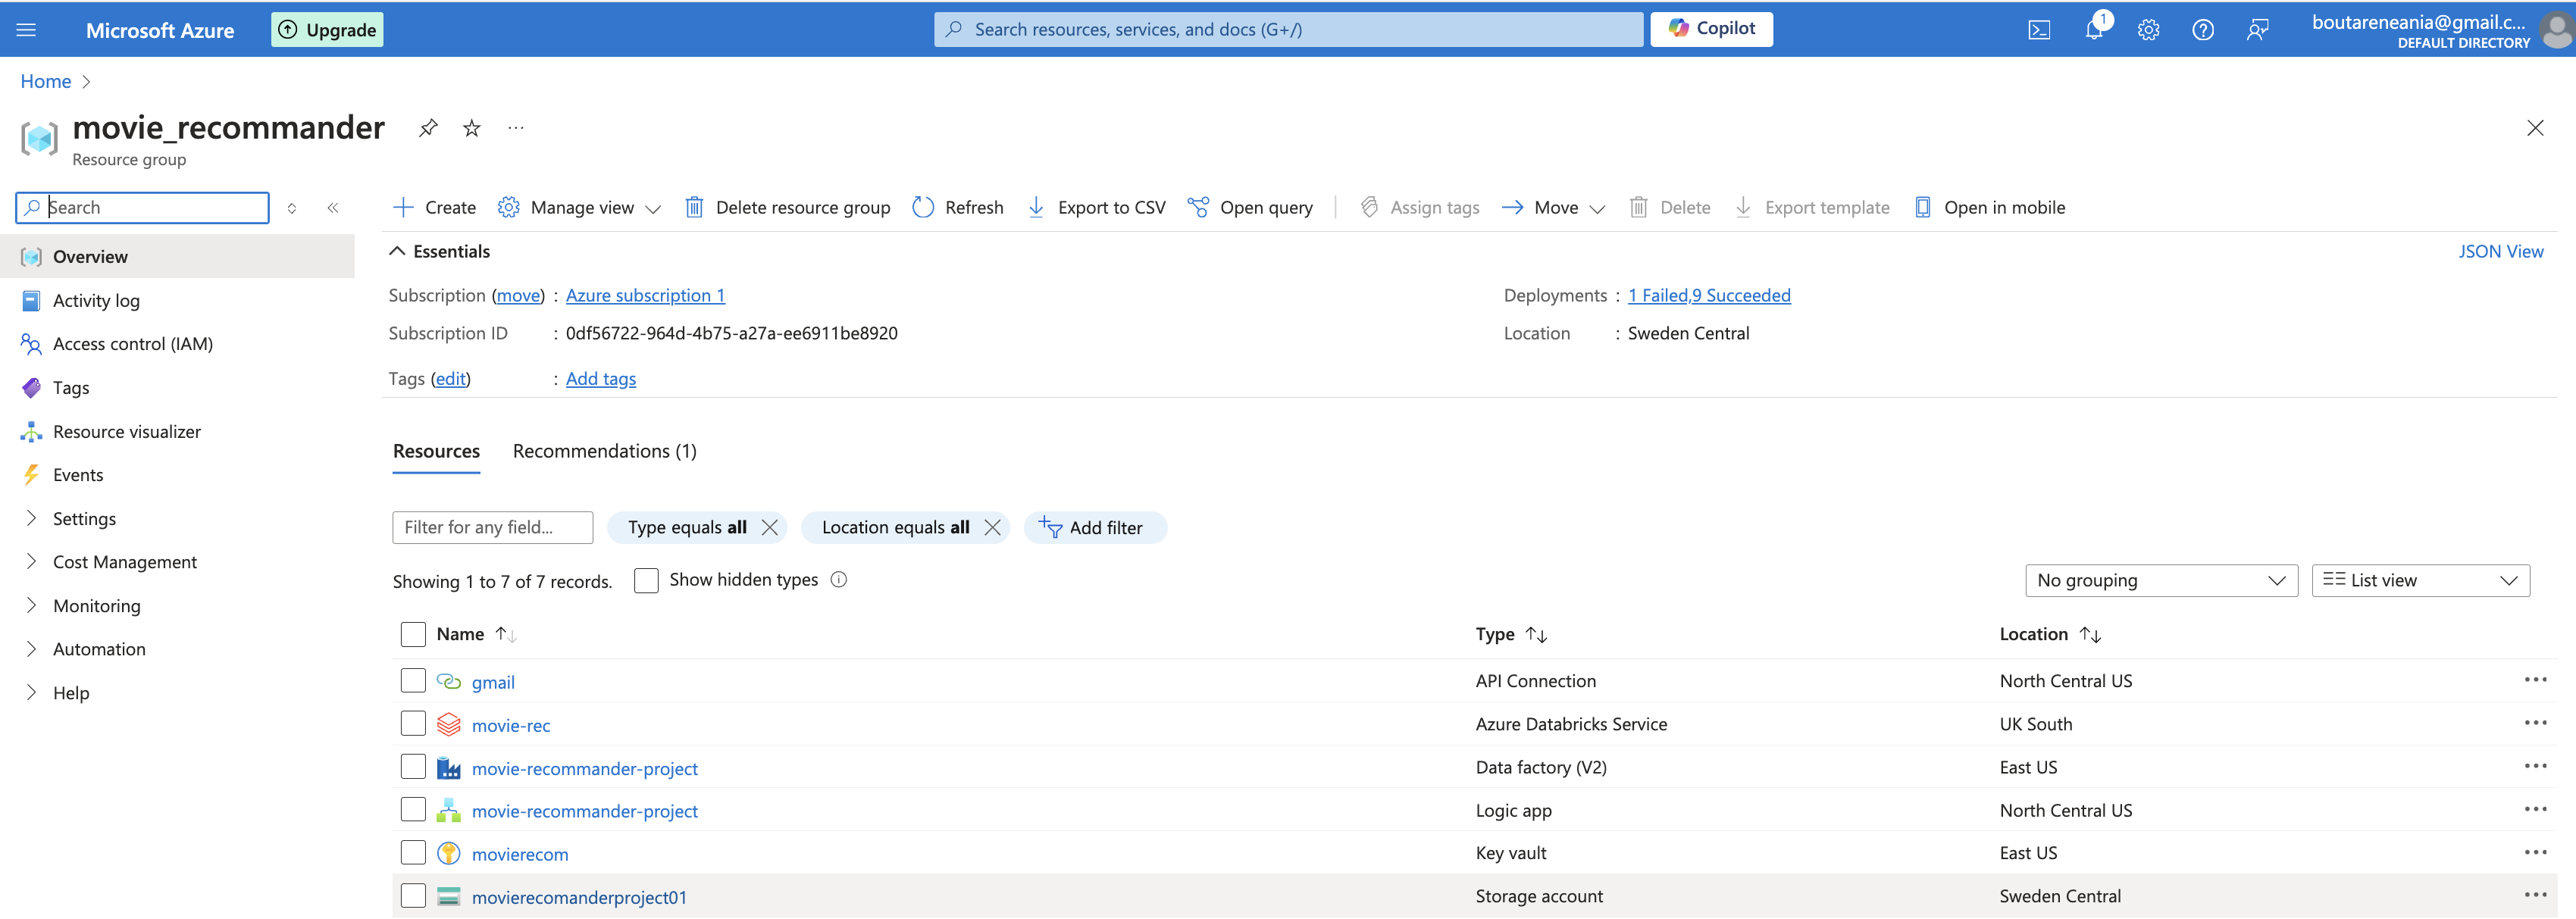 Microsoft Azure Upgrade Search resources, services, and docs (G+/) Copilot 1 boutareneania@gmail.c...
DEFAULT DIRECTORY
Home
movie_recommander ...
Resource group
Search Create Manage view Delete resource group Refresh Export to CSV Open query Assign tags Move Delete Export template Open in mobile
Overview
Activity log
Access control (IAM)
Tags
Resource visualizer
Events
Settings
Cost Management
Monitoring
Automation
Help
Essentials JSON View
Subscription (move) : Azure subscription 1 Deployments : 1 Failed,9 Succeeded
Subscription ID : 0df56722-964d-4b75-a27a-ee6911be8920 Location : Sweden Central
Tags (edit) : Add tags
Resources Recommendations (1)
Filter for any field... Type equals all Location equals all Add filter
Showing 1 to 7 of 7 records. Show hidden types No grouping List view
Name Type Location
gmail API Connection North Central US
movie-rec Azure Databricks Service UK South
movie-recommander-project Data factory (V2) East US
movie-recommander-project Logic app North Central US
movierecom Key vault East US
movierecomanderproject01 Storage account Sweden Central